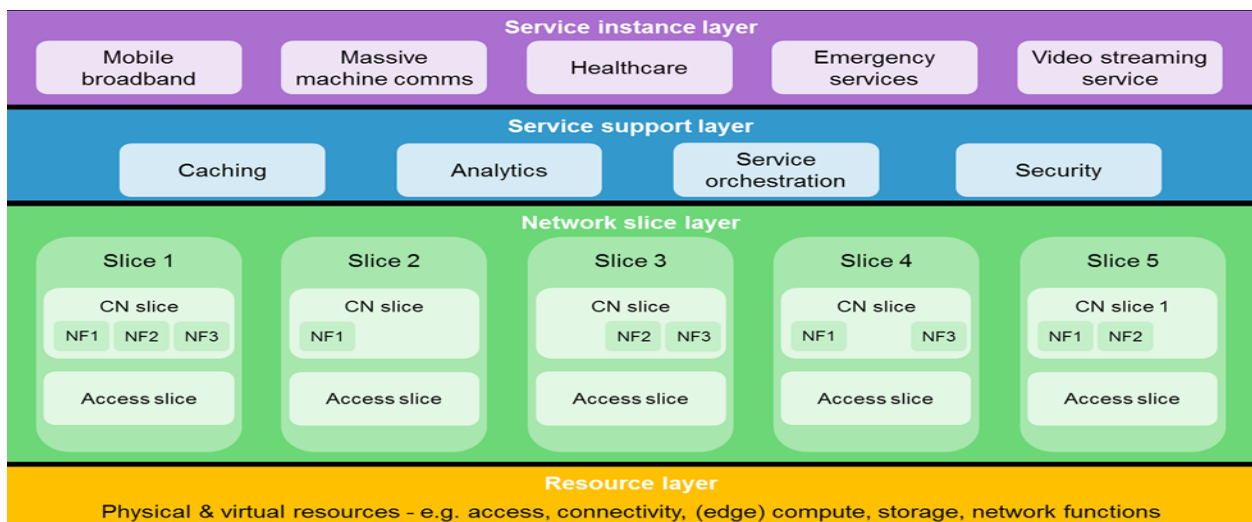 Service instance layer
Mobile
broadband
Massive
machine comms
Healthcare
Emergency
services
Video streaming
service
Service support layer
Caching
Analytics
Service
orchestration
Security
Network slice layer
Slice 1
CN slice
NF1 NF2 NF3
Access slice
Slice 2
CN slice
NF1
Access slice
Slice 3
CN slice
NF2 NF3
Access slice
Slice 4
CN slice
NF1 NF3
Access slice
Slice 5
CN slice 1
NF1 NF2
Access slice
Resource layer
Physical & virtual resources - e.g. access, connectivity, (edge) compute, storage, network functions